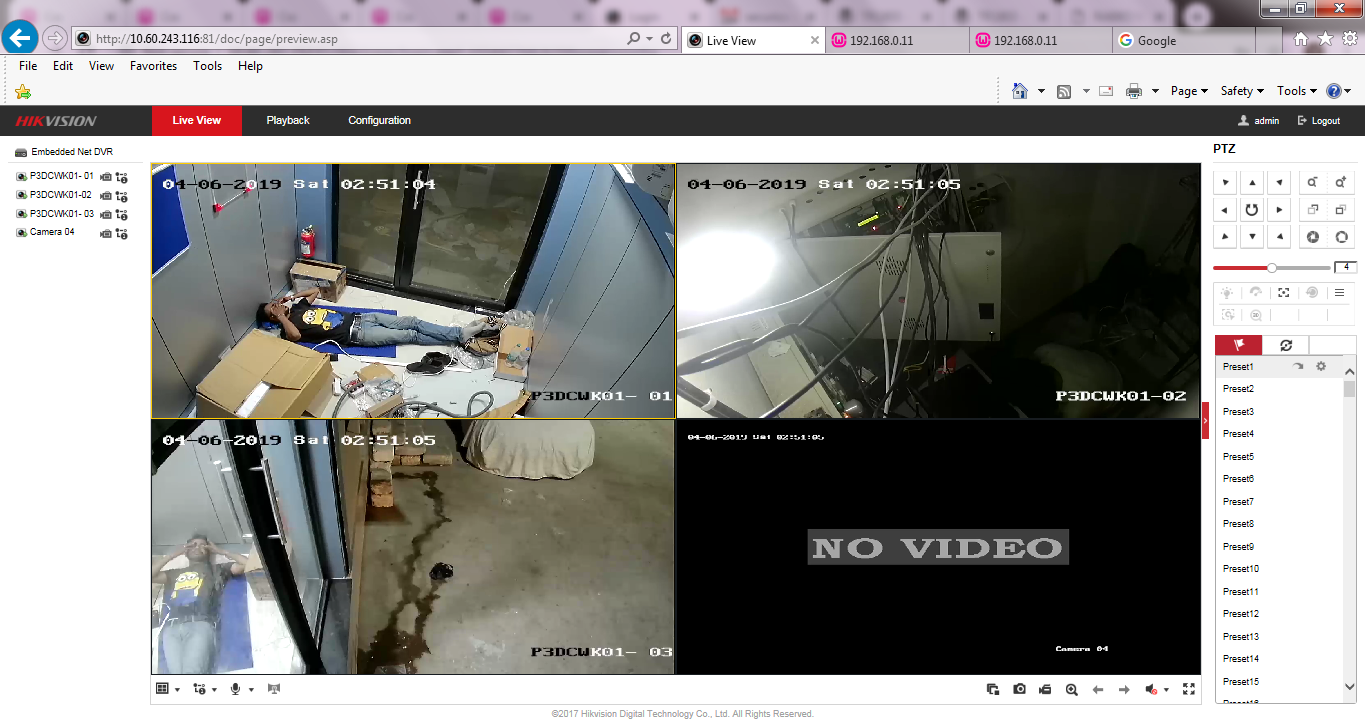 http://10.60.243.116:81/doc/page/preview.asp
Live View
192.168.0.11
192.168.0.11
Google
File Edit View Favorites Tools Help
Page Safety Tools
HIKVISION
Live View
Playback
Configuration
admin
Logout
Embedded Net DVR
P3DCWK01- 01
P3DCWK01-02
P3DCWK01- 03
Camera 04
04-06-2019 Sat 02:51:04
P3DCWK01- 01
04-06-2019 Sat 02:51:05
P3DCWK01-02
04-06-2019 Sat 02:51:05
P3DCWK01- 03
04-06-2019 Sat 02:51:05
NO VIDEO
Camera 04
PTZ
4
Preset1
Preset2
Preset3
Preset4
Preset5
Preset6
Preset7
Preset8
Preset9
Preset10
Preset11
Preset12
Preset13
Preset14
Preset15
©2017 Hikvision Digital Technology Co., Ltd. All Rights Reserved.